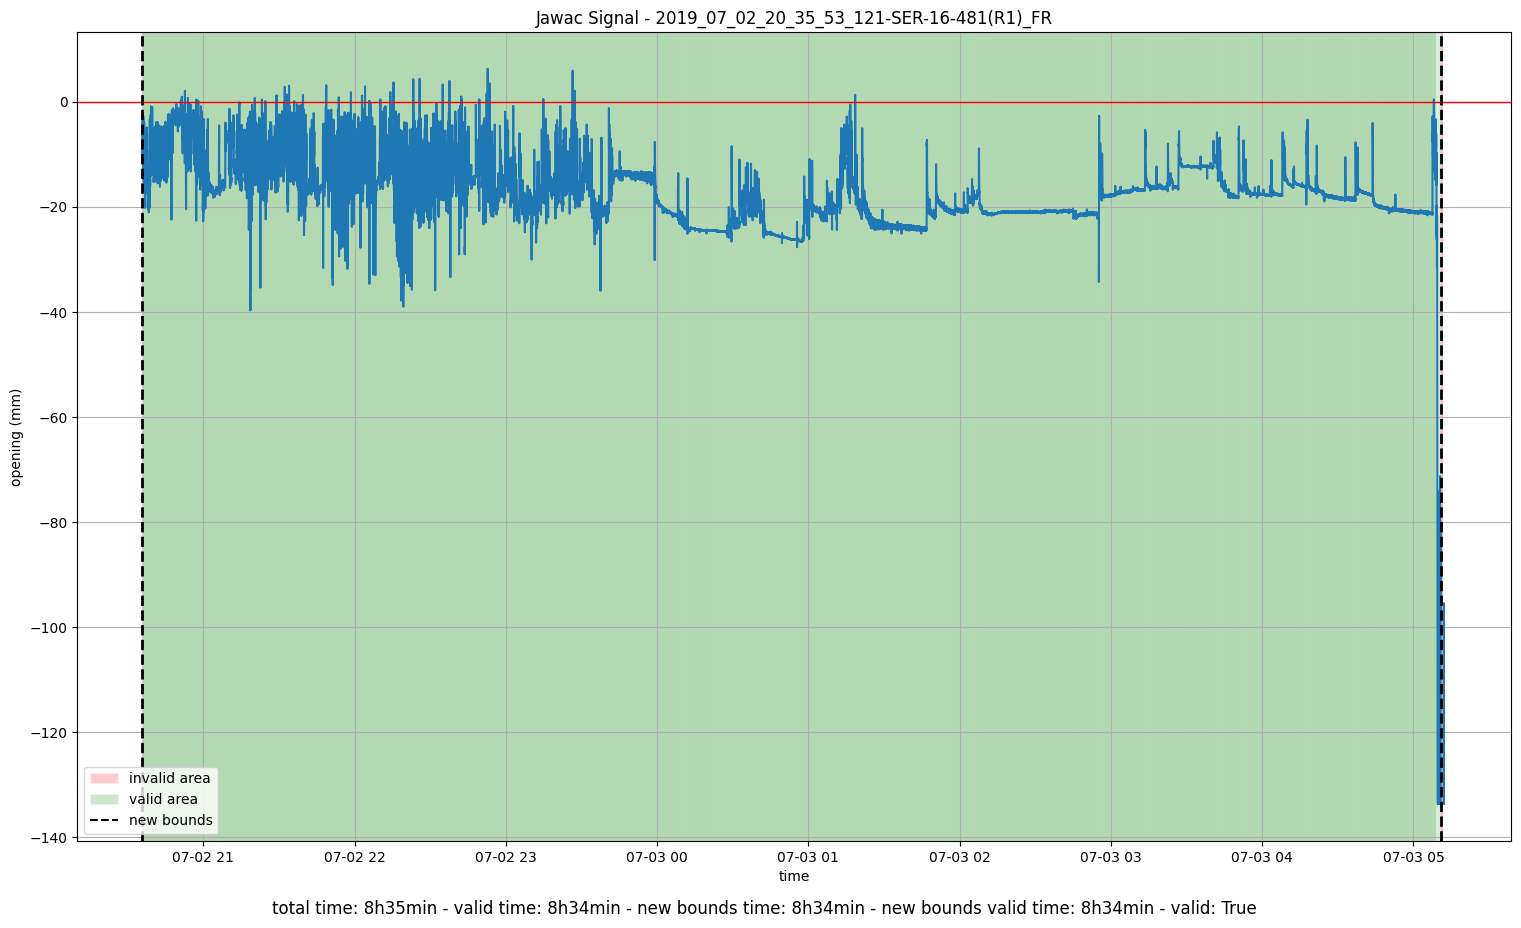 Jawac Signal - 2019_07_02_20_35_53_121-SER-16-481(R1)_FR
0
−20
−40
−60
−80
−100
−120
−140
opening (mm)
invalid area
valid area
new bounds
07-02 21
07-02 22
07-02 23
07-03 00
07-03 01
07-03 02
07-03 03
07-03 04
07-03 05
time
total time: 8h35min - valid time: 8h34min - new bounds time: 8h34min - new bounds valid time: 8h34min - valid: True